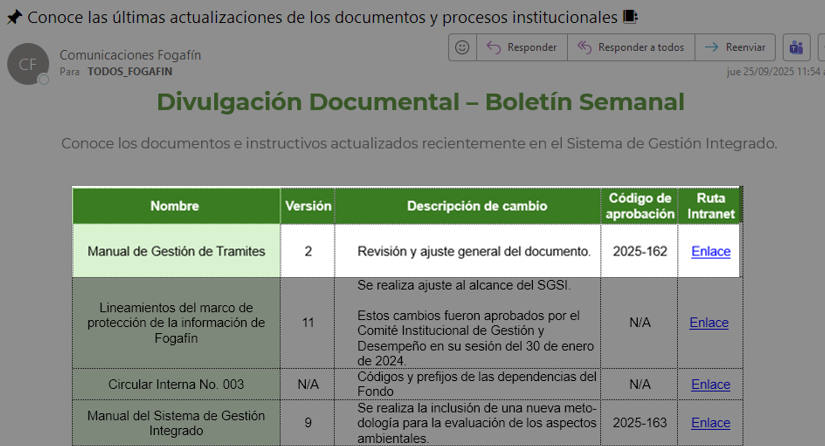 Conoce las últimas actualizaciones de los documentos y procesos institucionales
CF
Comunicaciones Fogafín
Para TODOS_FOGAFIN
Responder
Responder a todos
Reenviar
jue 25/09/2025 11:54
Divulgación Documental – Boletín Semanal
Conoce los documentos e instructivos actualizados recientemente en el Sistema de Gestión Integrado.
Nombre
Versión
Descripción de cambio
Código de
aprobación
Ruta
Intranet
Manual de Gestión de Tramites
2
Revisión y ajuste general del documento.
2025-162
Enlace
Lineamientos del marco de
protección de la información de
Fogafín
11
Se realiza ajuste al alcance del SGSI.
Estos cambios fueron aprobados por el
Comité Institucional de Gestión y
Desempeño en su sesión del 30 de enero
de 2024.
N/A
Enlace
Circular Interna No. 003
N/A
Códigos y prefijos de las dependencias del
Fondo
N/A
Enlace
Manual del Sistema de Gestión
Integrado
9
Se realiza la inclusión de una nueva meto-
dología para la evaluación de los aspectos
ambientales.
2025-163
Enlace